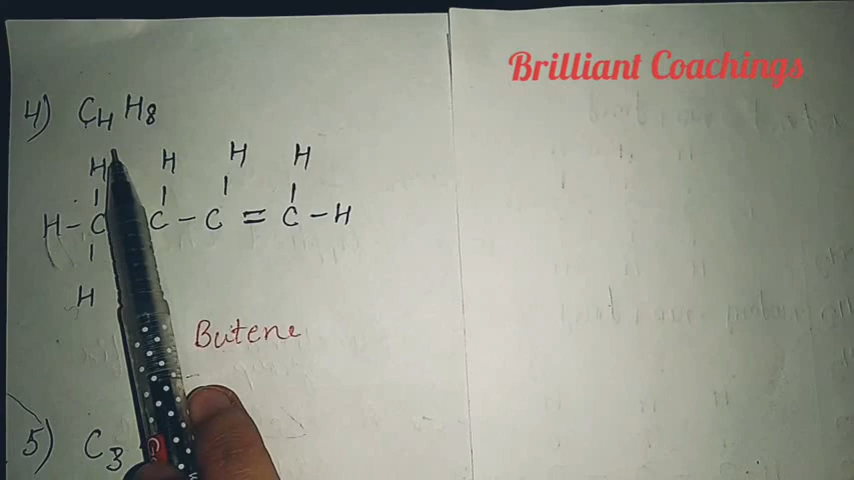 Brilliant Coachings
4) C4H8
H H H H
H-C C-C=C-H
H
Butene
5) C3